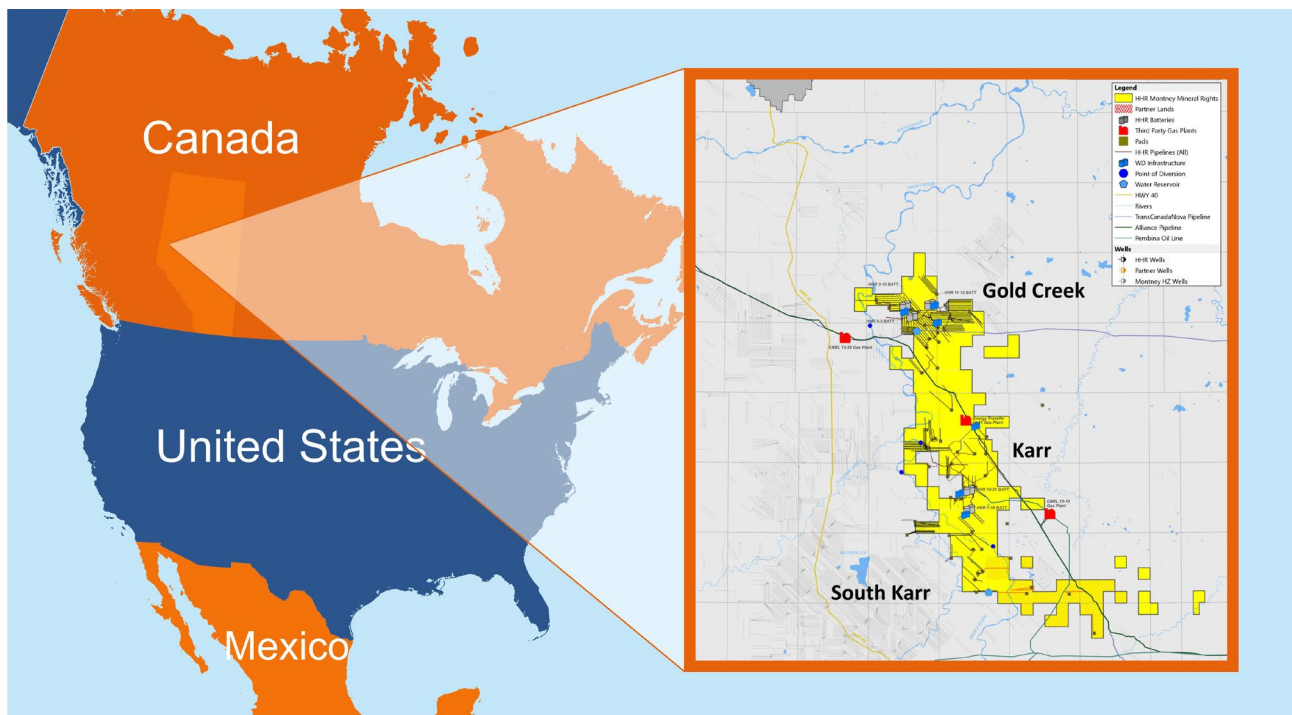 Canada
United States
Mexico
Legend
HHR Montney Mineral Rights
Partner Lands
HHR Batteries
Third Party Gas Plants
Pads
HHR Pipelines (All)
WD Infrastructure
Point of Diversion
Water Reservoir
HWY 40
Rivers
TransCanadaNova Pipeline
Alliance Pipeline
Pembina Oil Line
Wells
HHR Wells
Partner Wells
Montney HZ Wells
Gold Creek
Karr
South Karr
Gas Plant